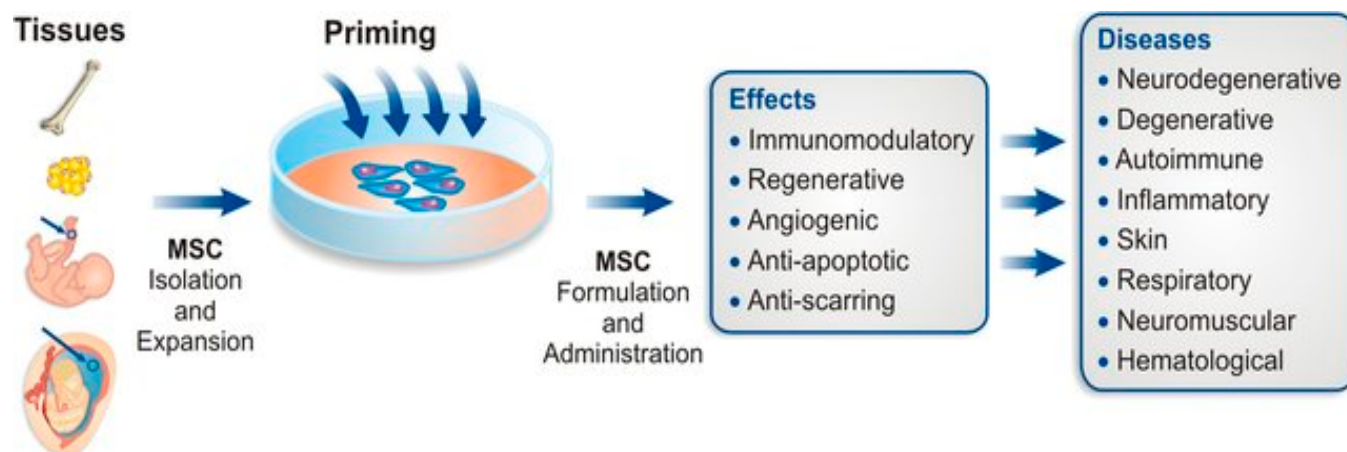 Tissues
MSC
Isolation
and
Expansion
Priming
MSC
Formulation
and
Administration
Effects
• Immunomodulatory
• Regenerative
• Angiogenic
• Anti-apoptotic
• Anti-scarring
Diseases
• Neurodegenerative
• Degenerative
• Autoimmune
• Inflammatory
• Skin
• Respiratory
• Neuromuscular
• Hematological